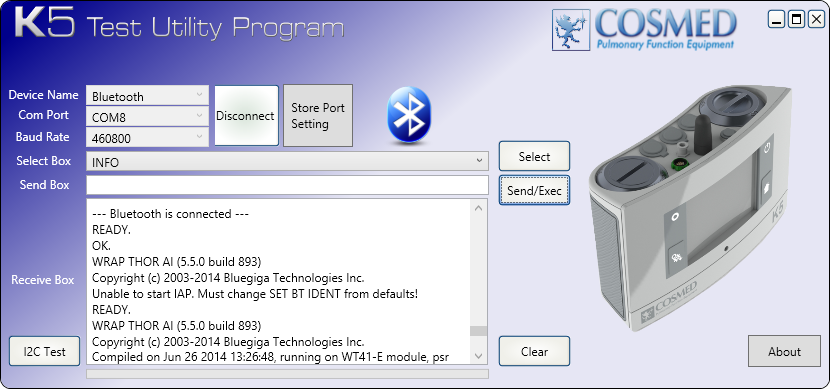 K5 Test Utility Program
COSMED
Pulmonary Function Equipment
Device Name Bluetooth
Com Port COM8
Baud Rate 460800
Disconnect
Store Port
Setting
Select Box INFO
Select
Send Box
Send/Exec
Receive Box
--- Bluetooth is connected ---
READY.
OK.
WRAP THOR AI (5.5.0 build 893)
Copyright (c) 2003-2014 Bluegiga Technologies Inc.
Unable to start IAP. Must change SET BT IDENT from defaults!
READY.
WRAP THOR AI (5.5.0 build 893)
Copyright (c) 2003-2014 Bluegiga Technologies Inc.
Compiled on Jun 26 2014 13:26:48, running on WT41-E module, psr
I2C Test
Clear
About
K5
COSMED